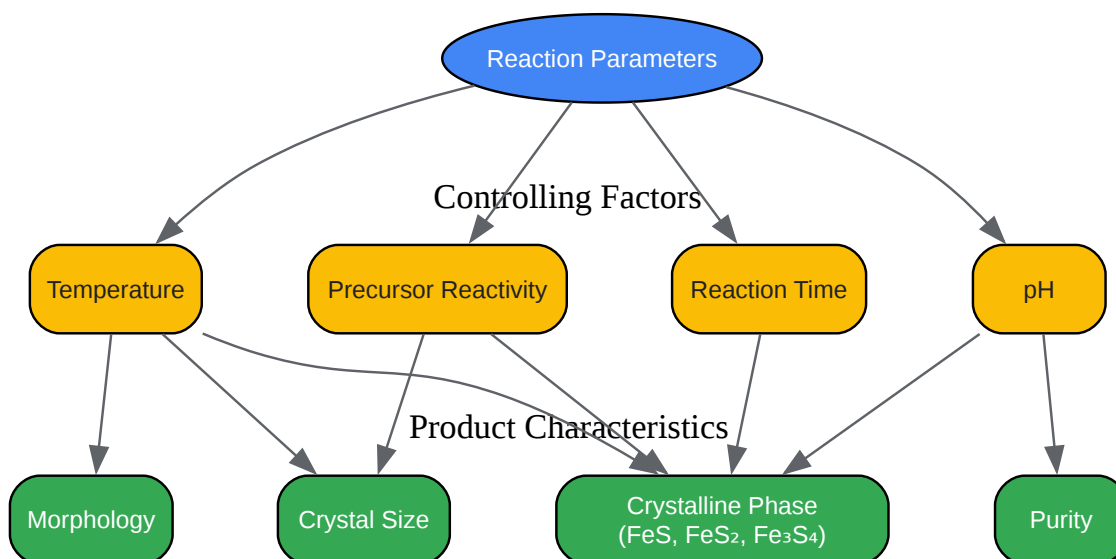 Reaction Parameters
Controlling Factors
Temperature
Precursor Reactivity
Reaction Time
pH
Product Characteristics
Morphology
Crystal Size
Crystalline Phase
(FeS, FeS₂, Fe₃S₄)
Purity